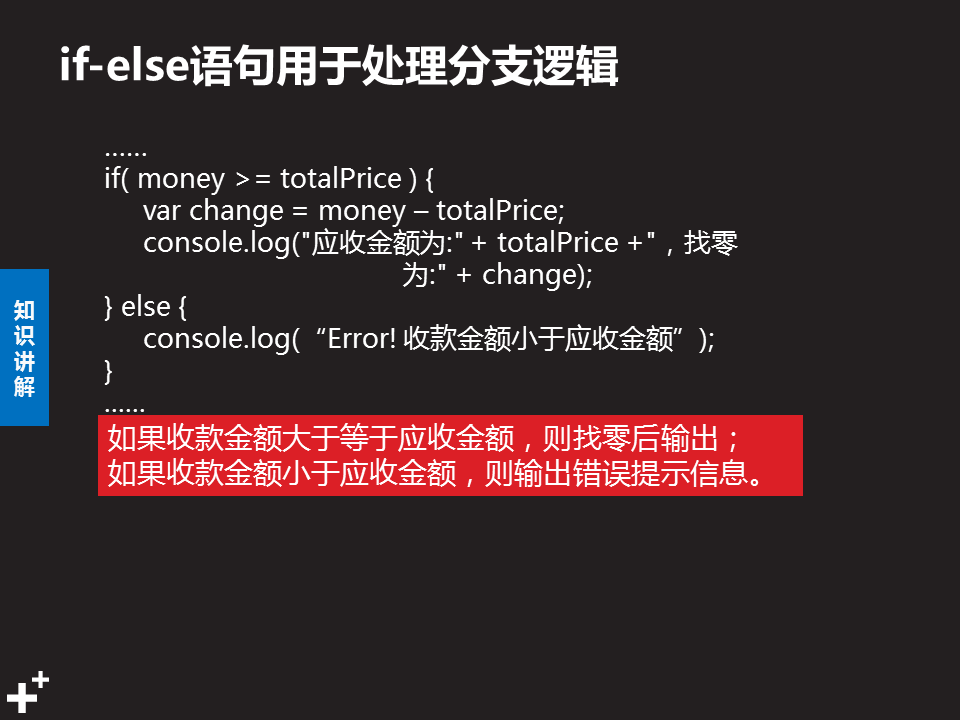 if-else语句用于处理分支逻辑
……
if( money >= totalPrice ) {
var change = money – totalPrice;
console.log("应收金额为:" + totalPrice +"，找零
为:" + change);
} else {
console.log(“Error! 收款金额小于应收金额”);
}
……
知识讲解
如果收款金额大于等于应收金额，则找零后输出；
如果收款金额小于应收金额，则输出错误提示信息。